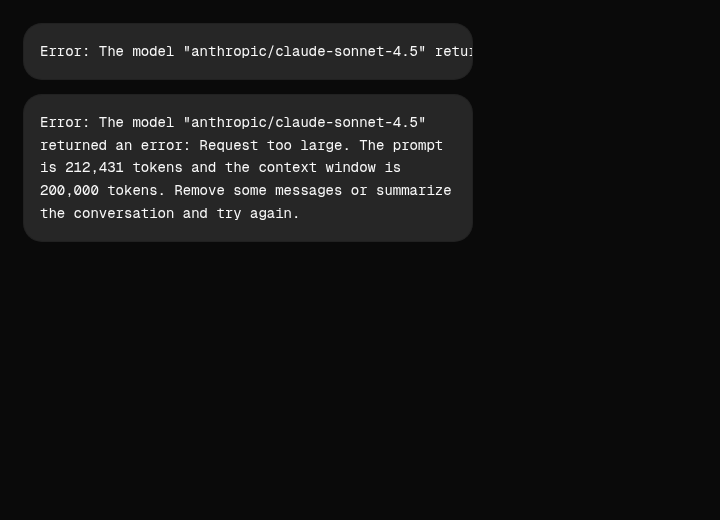 Error: The model "anthropic/claude-sonnet-4.5"
Error: The model "anthropic/claude-sonnet-4.5"
returned an error: Request too large. The prompt
is 212,431 tokens and the context window is
200,000 tokens. Remove some messages or summarize
the conversation and try again.